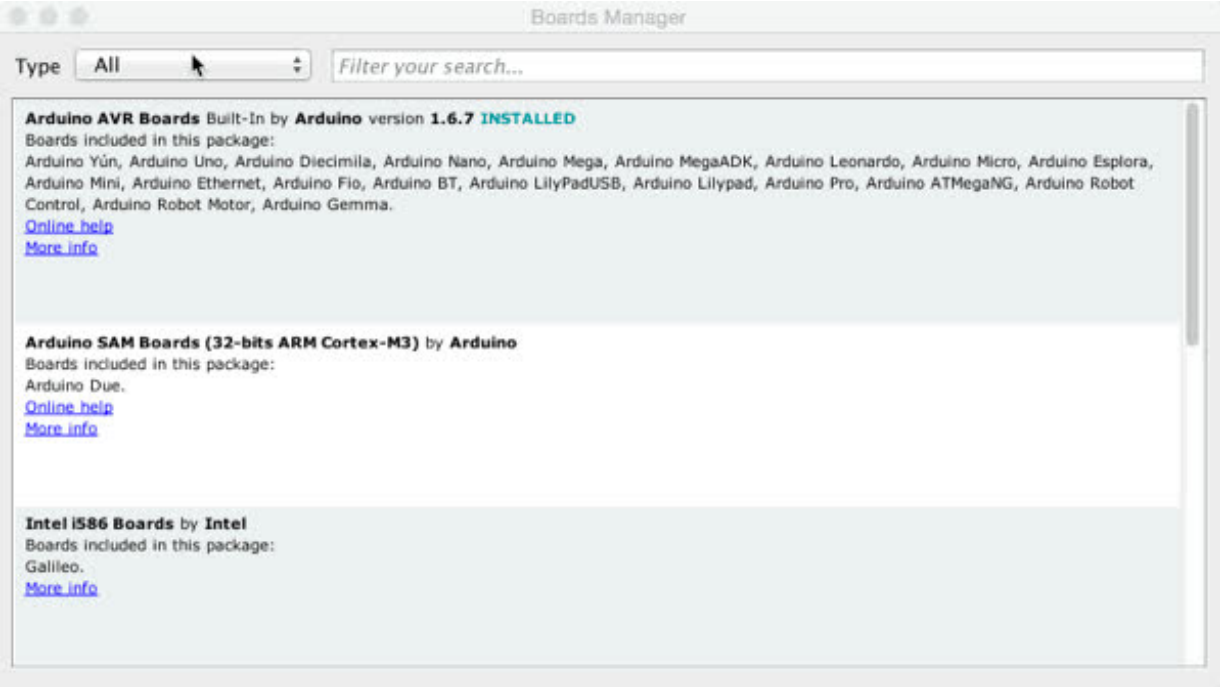 Boards Manager
Type All Filter your search...
Arduino AVR Boards Built-In by Arduino version 1.6.7 INSTALLED
Boards included in this package:
Arduino Yún, Arduino Uno, Arduino Diecimila, Arduino Nano, Arduino Mega, Arduino MegaADK, Arduino Leonardo, Arduino Micro, Arduino Esplora,
Arduino Mini, Arduino Ethernet, Arduino Fio, Arduino BT, Arduino LilyPadUSB, Arduino Lilypad, Arduino Pro, Arduino ATMegaNG, Arduino Robot
Control, Arduino Robot Motor, Arduino Gemma.
Online help
More info
Arduino SAM Boards (32-bits ARM Cortex-M3) by Arduino
Boards included in this package:
Arduino Due.
Online help
More info
Intel i586 Boards by Intel
Boards included in this package:
Galileo.
More info